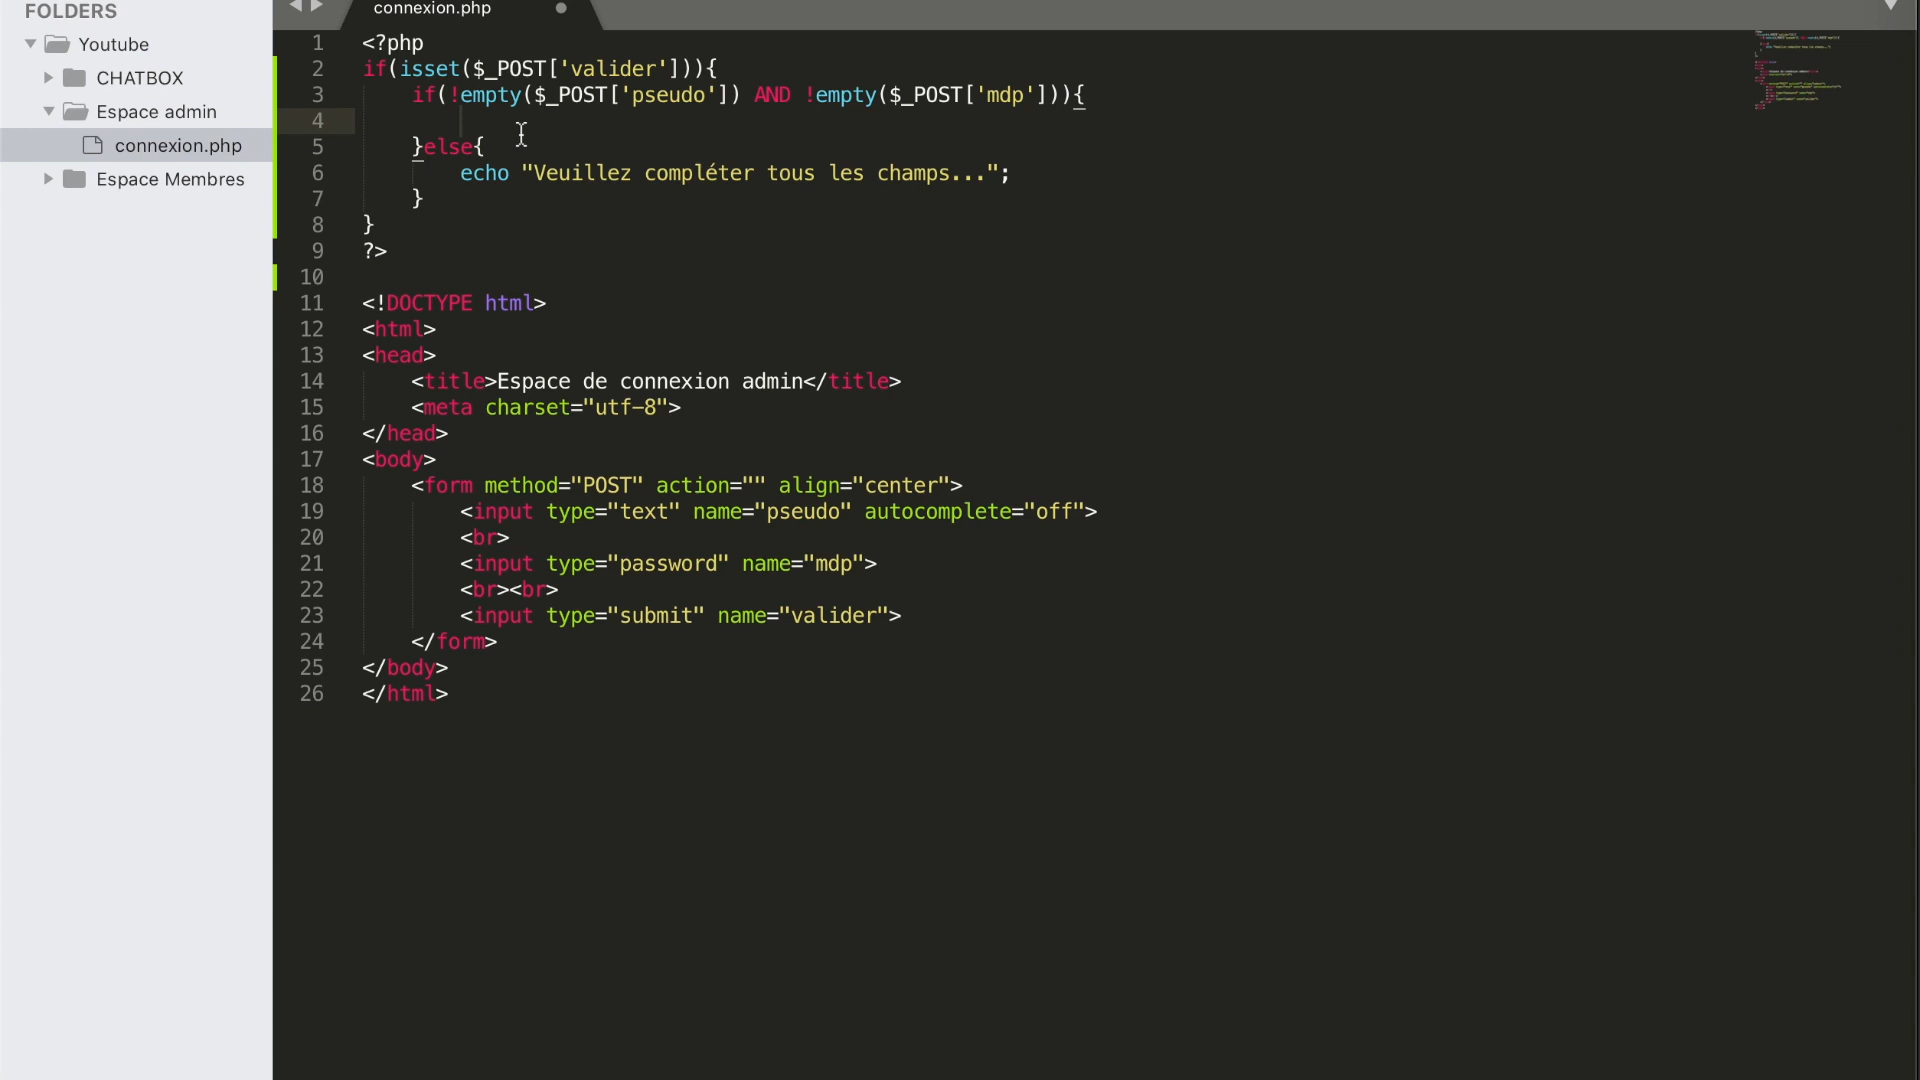 FOLDERS
Youtube
CHATBOX
Espace admin
connexion.php
Espace Membres
connexion.php
1 <?php
2 if(isset($_POST['valider'])){
3 if(!empty($_POST['pseudo']) AND !empty($_POST['mdp'])){
4
5 }else{
6 echo "Veuillez compléter tous les champs...";
7 }
8 }
9 ?>
10
11 <!DOCTYPE html>
12 <html>
13 <head>
14 <title>Espace de connexion admin</title>
15 <meta charset="utf-8">
16 </head>
17 <body>
18 <form method="POST" action="" align="center">
19 <input type="text" name="pseudo" autocomplete="off">
20 <br>
21 <input type="password" name="mdp">
22 <br><br>
23 <input type="submit" name="valider">
24 </form>
25 </body>
26 </html>